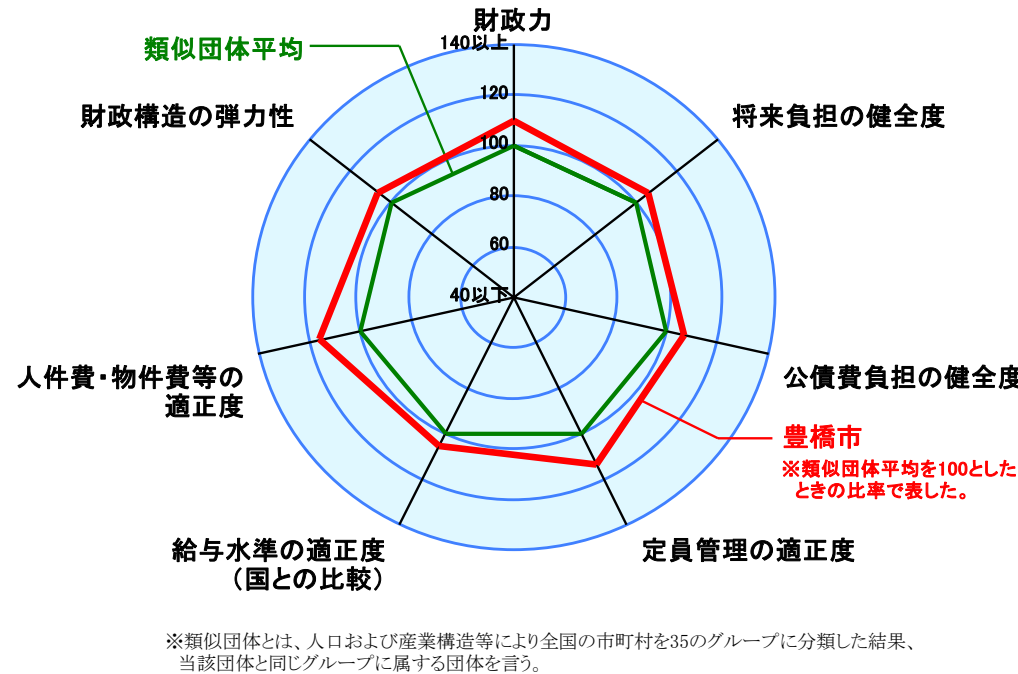 財政力
140以上
類似団体平均
120
財政構造の弾力性
将来負担の健全度
100
80
60
40以下
人件費・物件費等の
適正度
公債費負担の健全度
豊橋市
※類似団体平均を100とした
ときの比率で表した。
給与水準の適正度
（国との比較）
定員管理の適正度
※類似団体とは、人口および産業構造等により全国の市町村を35のグループに分類した結果、
当該団体と同じグループに属する団体を言う。